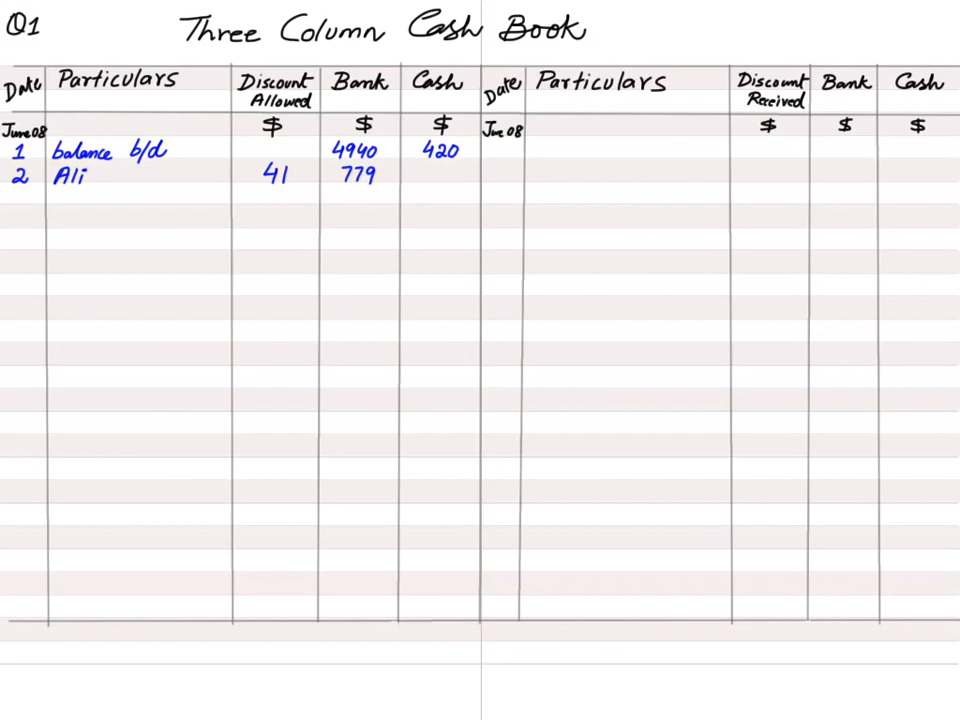 Q1 Three Column Cash Book
Date Particulars Discount Allowed Bank Cash Date Particulars Discount Received Bank Cash
June 08 $ $ $ Jue 08 $ $ $
1 balance b/d 4940 420
2 Ali 41 779